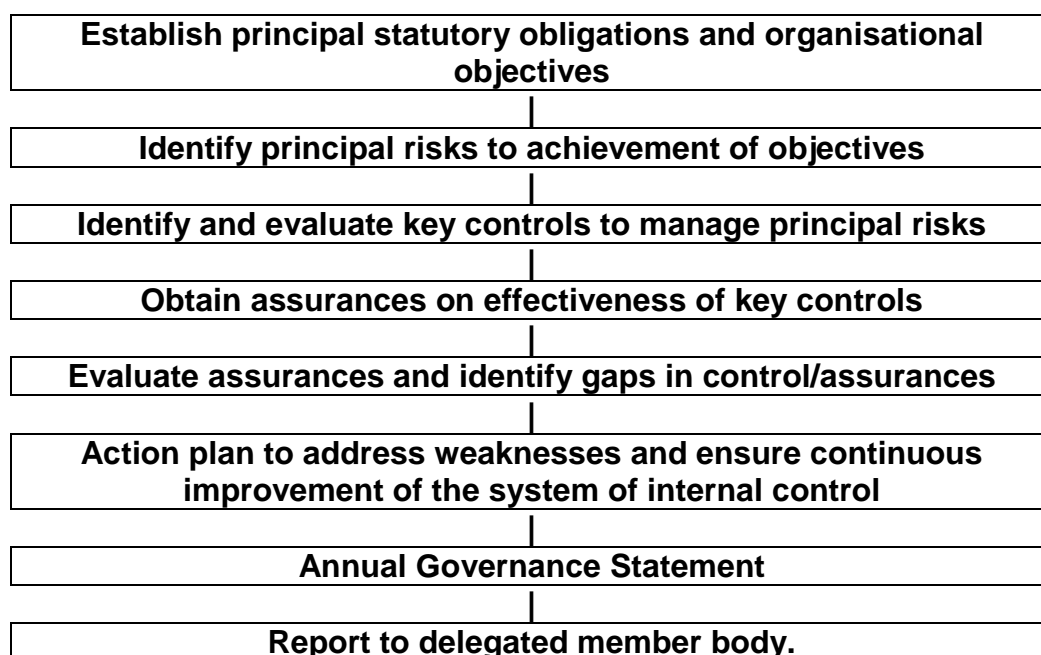 Establish principal statutory obligations and organisational
objectives
Identify principal risks to achievement of objectives
Identify and evaluate key controls to manage principal risks
Obtain assurances on effectiveness of key controls
Evaluate assurances and identify gaps in control/assurances
Action plan to address weaknesses and ensure continuous
improvement of the system of internal control
Annual Governance Statement
Report to delegated member body.